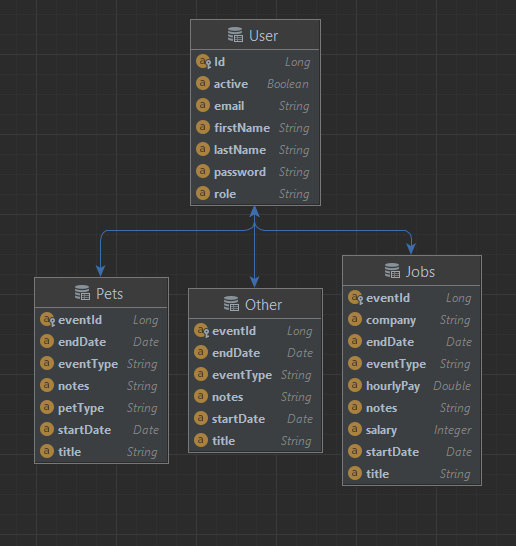 User
Id Long
active Boolean
email String
firstName String
lastName String
password String
role String
Pets
eventId Long
endDate Date
eventType String
notes String
petType String
startDate Date
title String
Other
eventId Long
endDate Date
eventType String
notes String
startDate Date
title String
Jobs
eventId Long
company String
endDate Date
eventType String
hourlyPay Double
notes String
salary Integer
startDate Date
title String